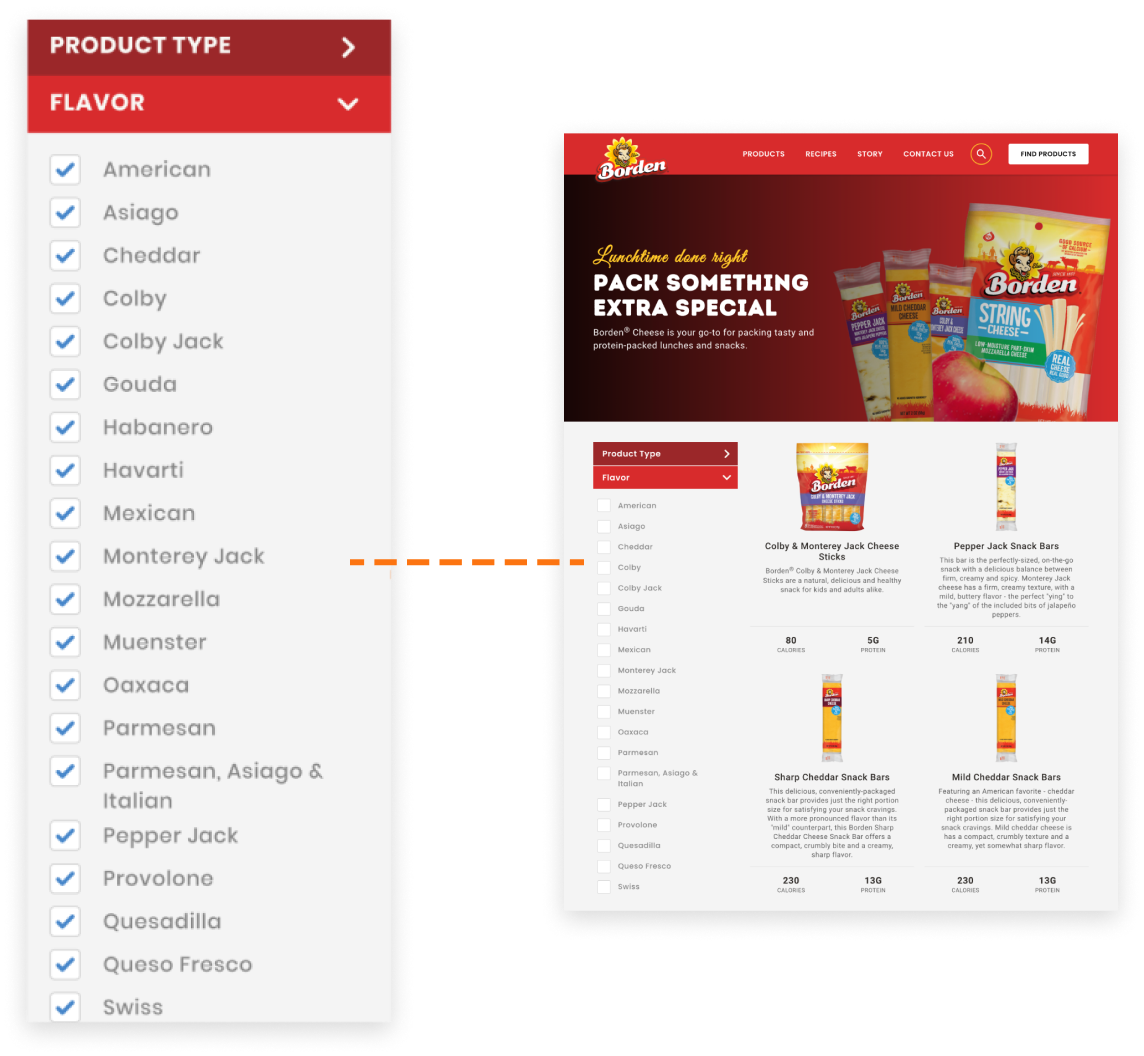 PRODUCT TYPE
FLAVOR
American
Asiago
Cheddar
Colby
Colby Jack
Gouda
Habanero
Havarti
Mexican
Monterey Jack
Mozzarella
Muenster
Oaxaca
Parmesan
Parmesan, Asiago &
Italian
Pepper Jack
Provolone
Quesadilla
Queso Fresco
Swiss
Borden
PRODUCTS RECIPES STORY CONTACT US FIND PRODUCTS
Lunchtime done right
PACK SOMETHING
EXTRA SPECIAL
Borden® Cheese is your go-to for packing tasty and
protein-packed lunches and snacks.
Borden
PEPPER JACK
Borden
MILD CHEDDAR
CHEESE
Borden
COLBY &
MONTEREY JACK CHEESE
GOOD SOURCE
OF CALCIUM
Borden
STRING
CHEESE
LOW-MOISTURE PART-SKIM
MOZZARELLA CHEESE
REAL
CHEESE
REAL GOOD
Product Type
Flavor
American
Asiago
Cheddar
Colby
Colby Jack
Gouda
Havarti
Mexican
Monterey Jack
Mozzarella
Muenster
Oaxaca
Parmesan
Parmesan, Asiago &
Italian
Pepper Jack
Provolone
Quesadilla
Queso Fresco
Swiss
Borden
COLBY & MONTEREY JACK
Colby & Monterey Jack Cheese
Sticks
Borden® Colby & Monterey Jack Cheese
Sticks are a natural, delicious and healthy
snack for kids and adults alike.
80 5G
CALORIES PROTEIN
Pepper Jack Snack Bars
This bar is the perfectly-sized, on-the-go
snack with a delicious balance between
firm, creamy and spicy. Monterey Jack
cheese has a firm, creamy texture, with a
mild, buttery flavor - the perfect "ying" to
the "yang" of the included bits of jalapeño
peppers.
210 14G
CALORIES PROTEIN
Sharp Cheddar Snack Bars
This delicious, conveniently-packaged
snack bar provides just the right portion
size for satisfying your snack cravings.
With a more pronounced flavor than its
"mild" counterpart, this Borden Sharp
Cheddar Cheese Snack Bar offers a
compact, crumbly bite and a creamy,
sharp flavor.
230 13G
CALORIES PROTEIN
Mild Cheddar Snack Bars
Featuring an American favorite - cheddar
cheese - this delicious, conveniently-
packaged snack bar provides just the
right portion size for satisfying your
snack cravings. Mild cheddar cheese is
has a compact, crumbly texture and a
creamy, yet somewhat sharp flavor.
230 13G
CALORIES PROTEIN